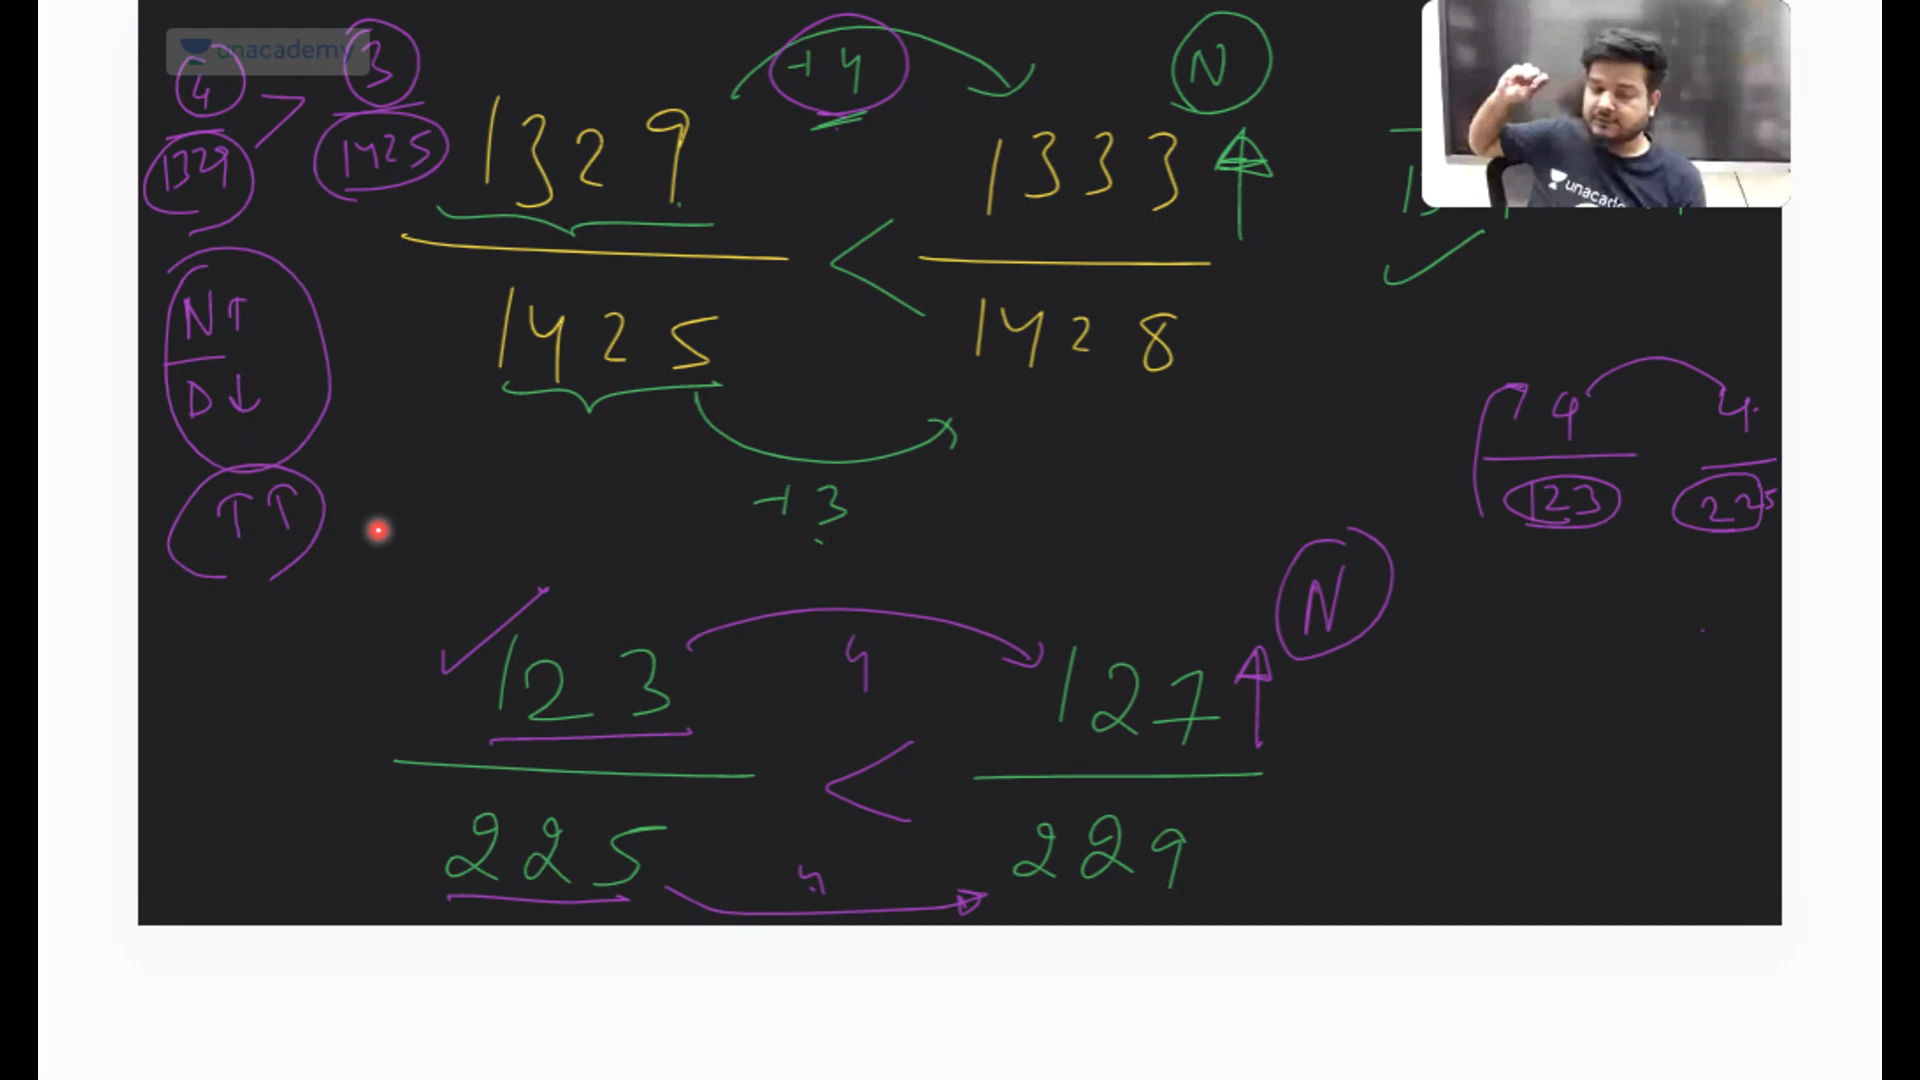 unacademy
4 > 3
1329 1425
+4
N
1329 < 1333
1425 1428
+3
N↑
D↓
↑↑
4 4
123 225
unacade
N
4
123 < 127
225 229
4